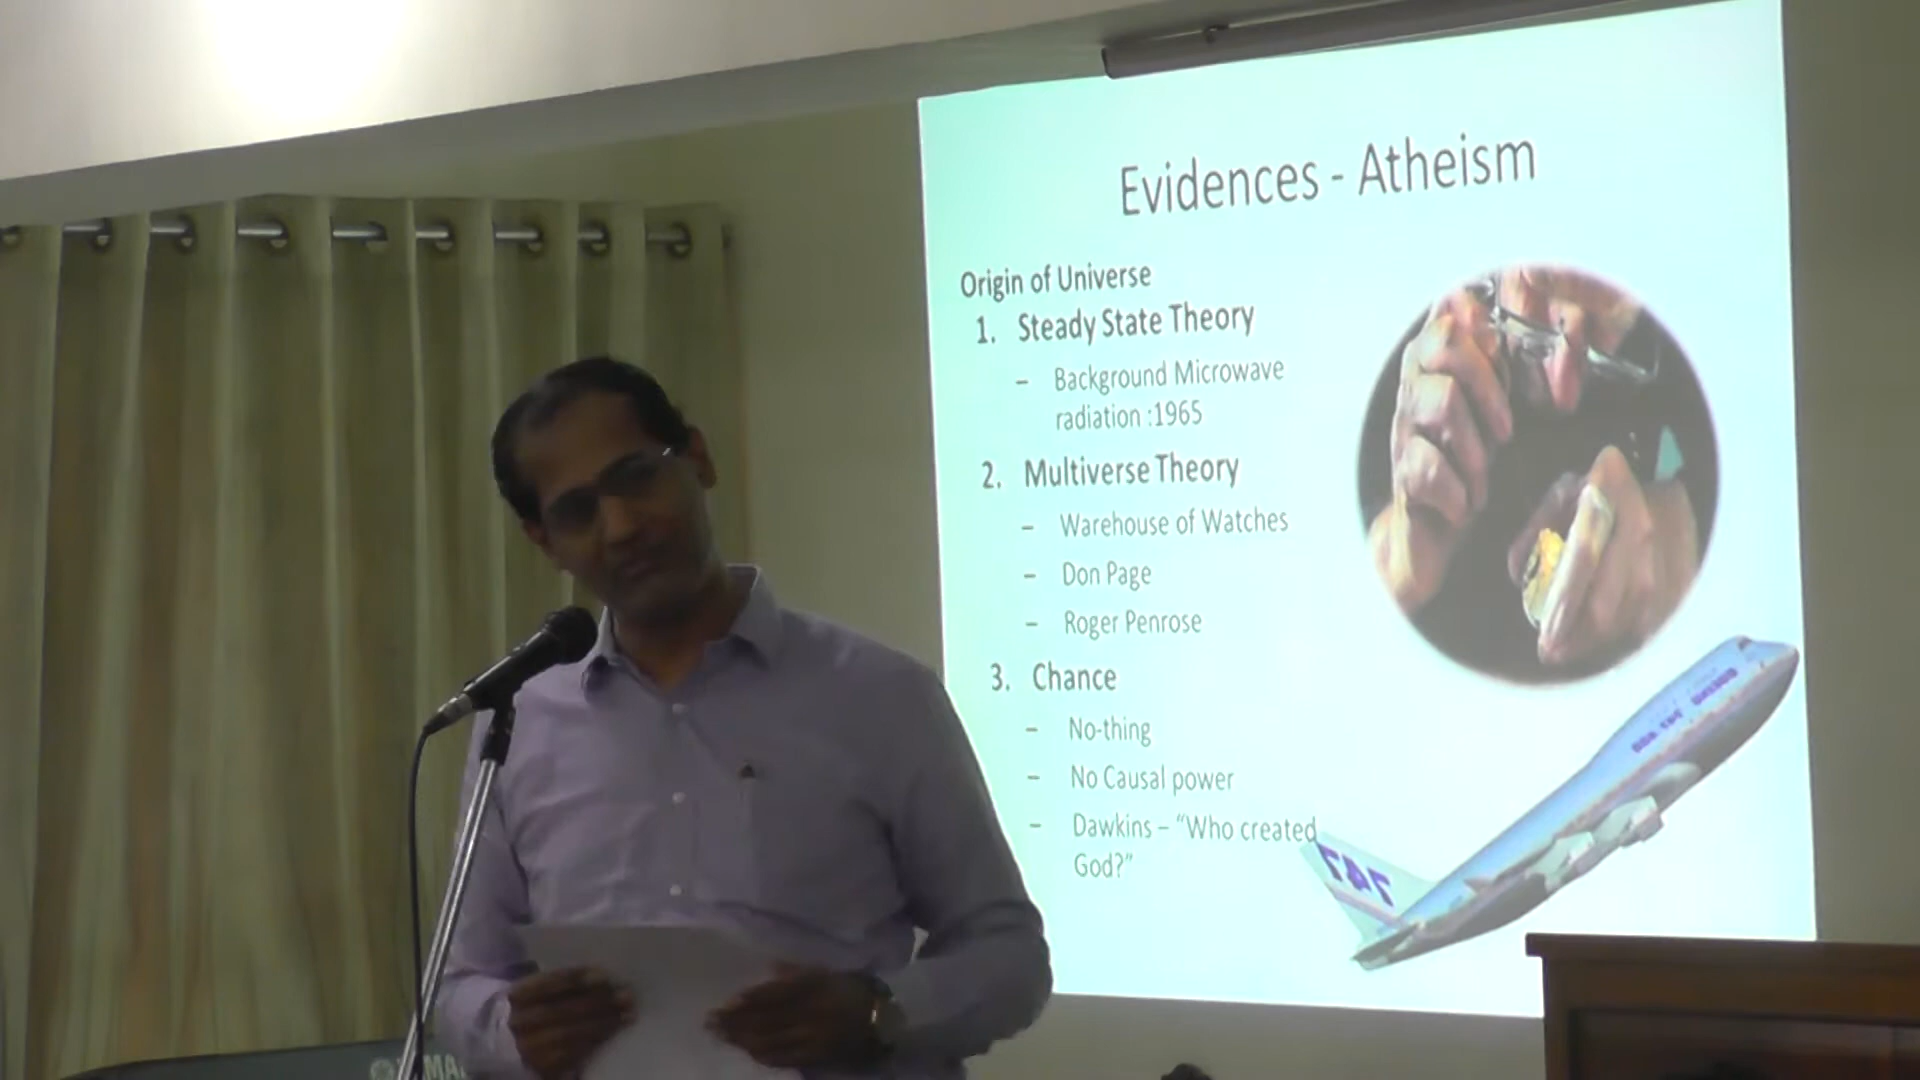 Evidences - Atheism
Origin of Universe
1. Steady State Theory
– Background Microwave
radiation :1965
2. Multiverse Theory
– Warehouse of Watches
– Don Page
– Roger Penrose
3. Chance
– No-thing
– No Causal power
– Dawkins – “Who created
God?”
747